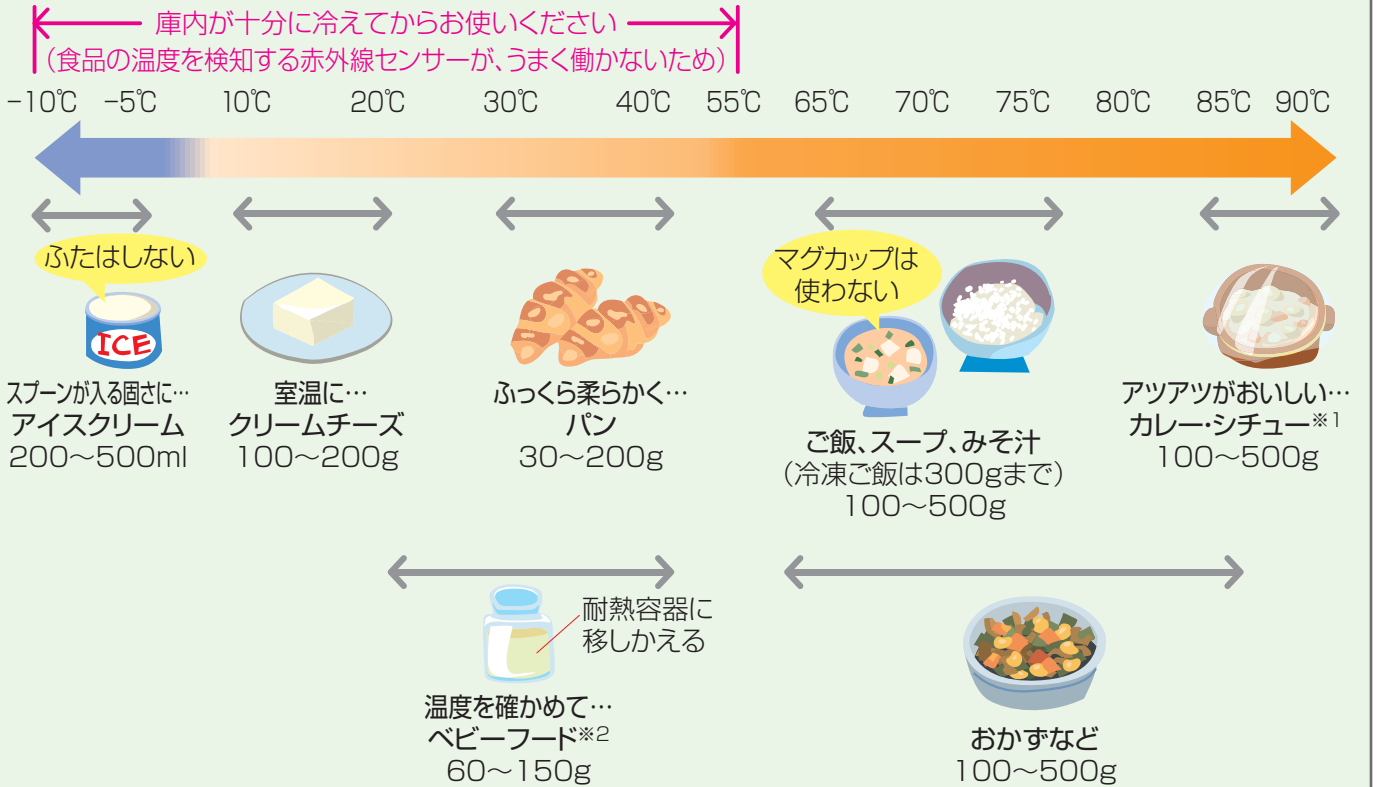 庫内が十分に冷えてからお使いください
(食品の温度を検知する赤外線センサーが、うまく働かないため)
−10℃ −5℃ 10℃ 20℃ 30℃ 40℃ 55℃ 65℃ 70℃ 75℃ 80℃ 85℃ 90℃
ふたはしない
ICE
スプーンが入る固さに…
アイスクリーム
200〜500ml
室温に…
クリームチーズ
100〜200g
ふっくら柔らかく…
パン
30〜200g
マグカップは
使わない
ご飯、スープ、みそ汁
(冷凍ご飯は300gまで)
100〜500g
アツアツがおいしい…
カレー・シチュー※1
100〜500g
耐熱容器に
移しかえる
温度を確かめて…
ベビーフード※2
60〜150g
おかずなど
100〜500g